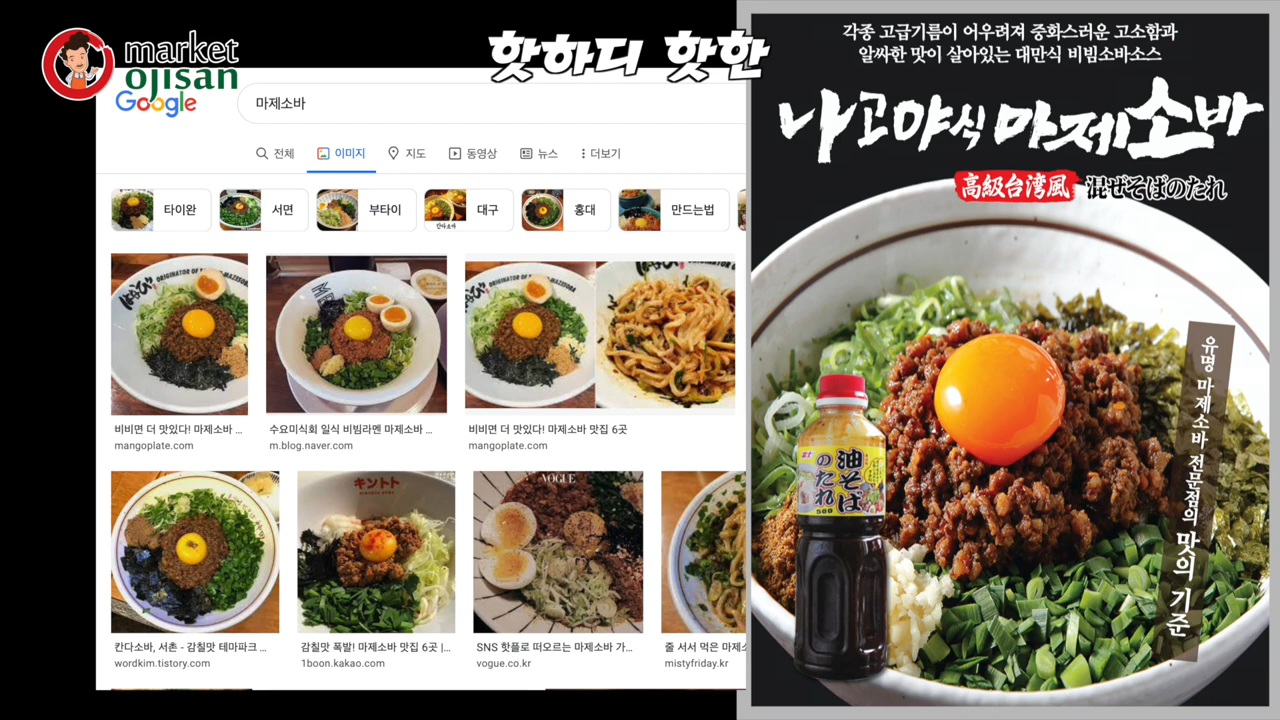 market
ojisan
핫하디 핫한
Google
마제소바
전체
이미지
지도
동영상
뉴스
더보기
타이완
서면
부타이
대구
홍대
만드는법
ORIGINATOR OF
비비면 더 맛있다! 마제소바 ...
mangoplate.com
수요미식회 일식 비빔라멘 마제소바 ...
m.blog.naver.com
ORIGINATOR OF
비비면 더 맛있다! 마제소바 맛집 6곳
mangoplate.com
칸다소바, 서촌 - 감칠맛 테마파크 ...
wordkim.tistory.com
キントト
감칠맛 폭발! 마제소바 맛집 6곳 |...
1boon.kakao.com
VOGUE
SNS 핫플로 떠오르는 마제소바 가...
vogue.co.kr
줄 서서 먹은 마제소
mistyfriday.kr
각종 고급기름이 어우러져 중화스러운 고소함과
알싸한 맛이 살아있는 대만식 비빔소바소스
나고야식 마제소바
高級台湾風 混ぜそばのたれ
유명 마제소바 전문점의 맛의 기준
油そば
のたれ